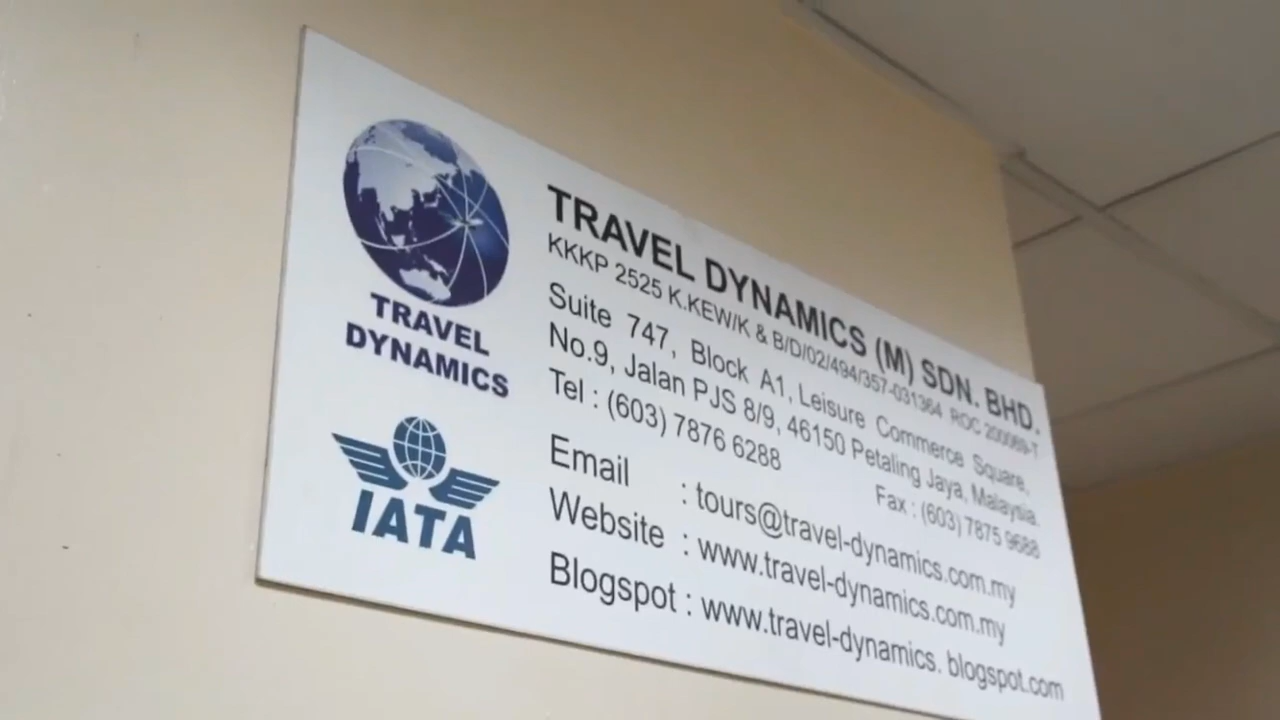 TRAVEL
DYNAMICS
IATA
TRAVEL DYNAMICS (M) SDN. BHD.
KKKP 2525 K.KEW/K & B/D/02/494/357-031364 ROC 200089-T
Suite 747, Block A1, Leisure Commerce Square,
No.9, Jalan PJS 8/9, 46150 Petaling Jaya, Malaysia.
Tel : (603) 7876 6288 Fax : (603) 7875 9688
Email : tours@travel-dynamics.com.my
Website : www.travel-dynamics.com.my
Blogspot : www.travel-dynamics. blogspot.com